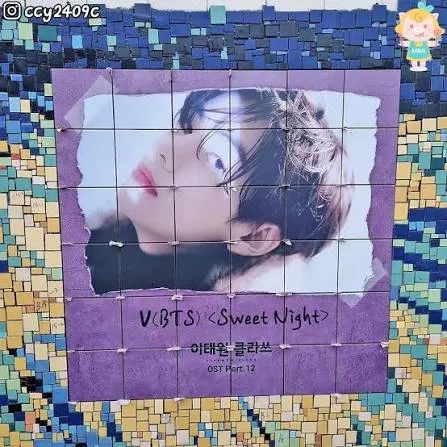 ccy2409c
V(BTS) <Sweet Night>
이태원 클라쓰
OST Part.12